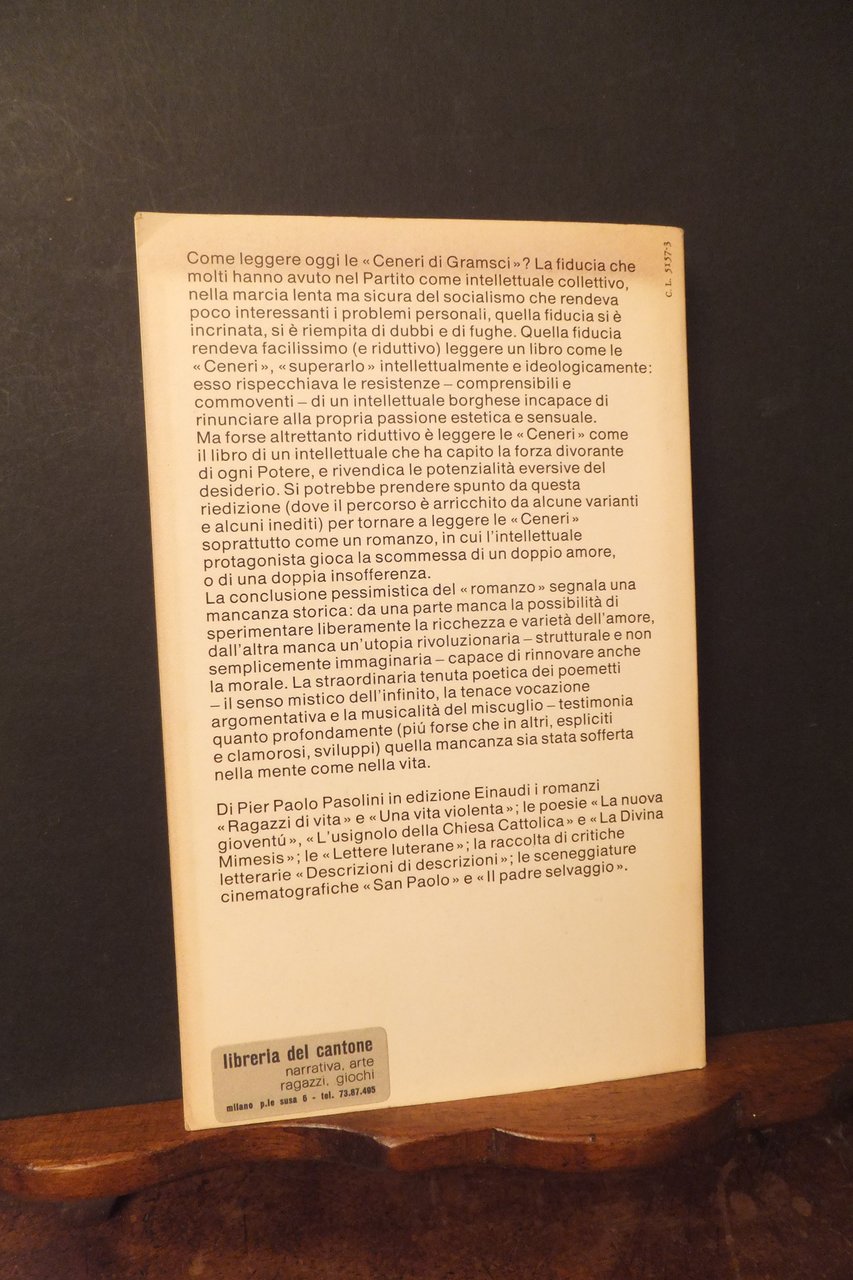 Come leggere oggi le «Ceneri di Gramsci»? La fiducia che
molti hanno avuto nel Partito come intellettuale collettivo,
nella marcia lenta ma sicura del socialismo che rendeva
poco interessanti i problemi personali, quella fiducia si è
incrinata, si è riempita di dubbi e di fughe. Quella fiducia
rendeva facilissimo (e riduttivo) leggere un libro come le
«Ceneri», «superarlo» intellettualmente e ideologicamente:
esso rispecchiava le resistenze – comprensibili e
commoventi – di un intellettuale borghese incapace di
rinunciare alla propria passione estetica e sensuale.
Ma forse altrettanto riduttivo è leggere le «Ceneri» come
il libro di un intellettuale che ha capito la forza divorante
di ogni Potere, e rivendica le potenzialità eversive del
desiderio. Si potrebbe prendere spunto da questa
riedizione (dove il percorso è arricchito da alcune varianti
e alcuni inediti) per tornare a leggere le «Ceneri»
soprattutto come un romanzo, in cui l'intellettuale
protagonista gioca la scommessa di un doppio amore,
o di una doppia insofferenza.
La conclusione pessimistica del «romanzo» segnala una
mancanza storica: da una parte manca la possibilità di
sperimentare liberamente la ricchezza e varietà dell'amore,
dall'altra manca un'utopia rivoluzionaria – strutturale e non
semplicemente immaginaria – capace di rinnovare anche
la morale. La straordinaria tenuta poetica dei poemetti
– il senso mistico dell'infinito, la tenace vocazione
argomentativa e la musicalità del miscuglio – testimonia
quanto profondamente (piú forse che in altri, espliciti
e clamorosi, sviluppi) quella mancanza sia stata sofferta
nella mente come nella vita.
Di Pier Paolo Pasolini in edizione Einaudi i romanzi
«Ragazzi di vita» e «Una vita violenta»; le poesie «La nuova
gioventú», «L'usignolo della Chiesa Cattolica» e «La Divina
Mimesis»; le «Lettere luterane»; la raccolta di critiche
letterarie «Descrizioni di descrizioni»; le sceneggiature
cinematografiche «San Paolo» e «Il padre selvaggio».
C. L. 5157-3
libreria del cantone
narrativa, arte
ragazzi, giochi
milano p.le susa 6 - tel. 73.87.495